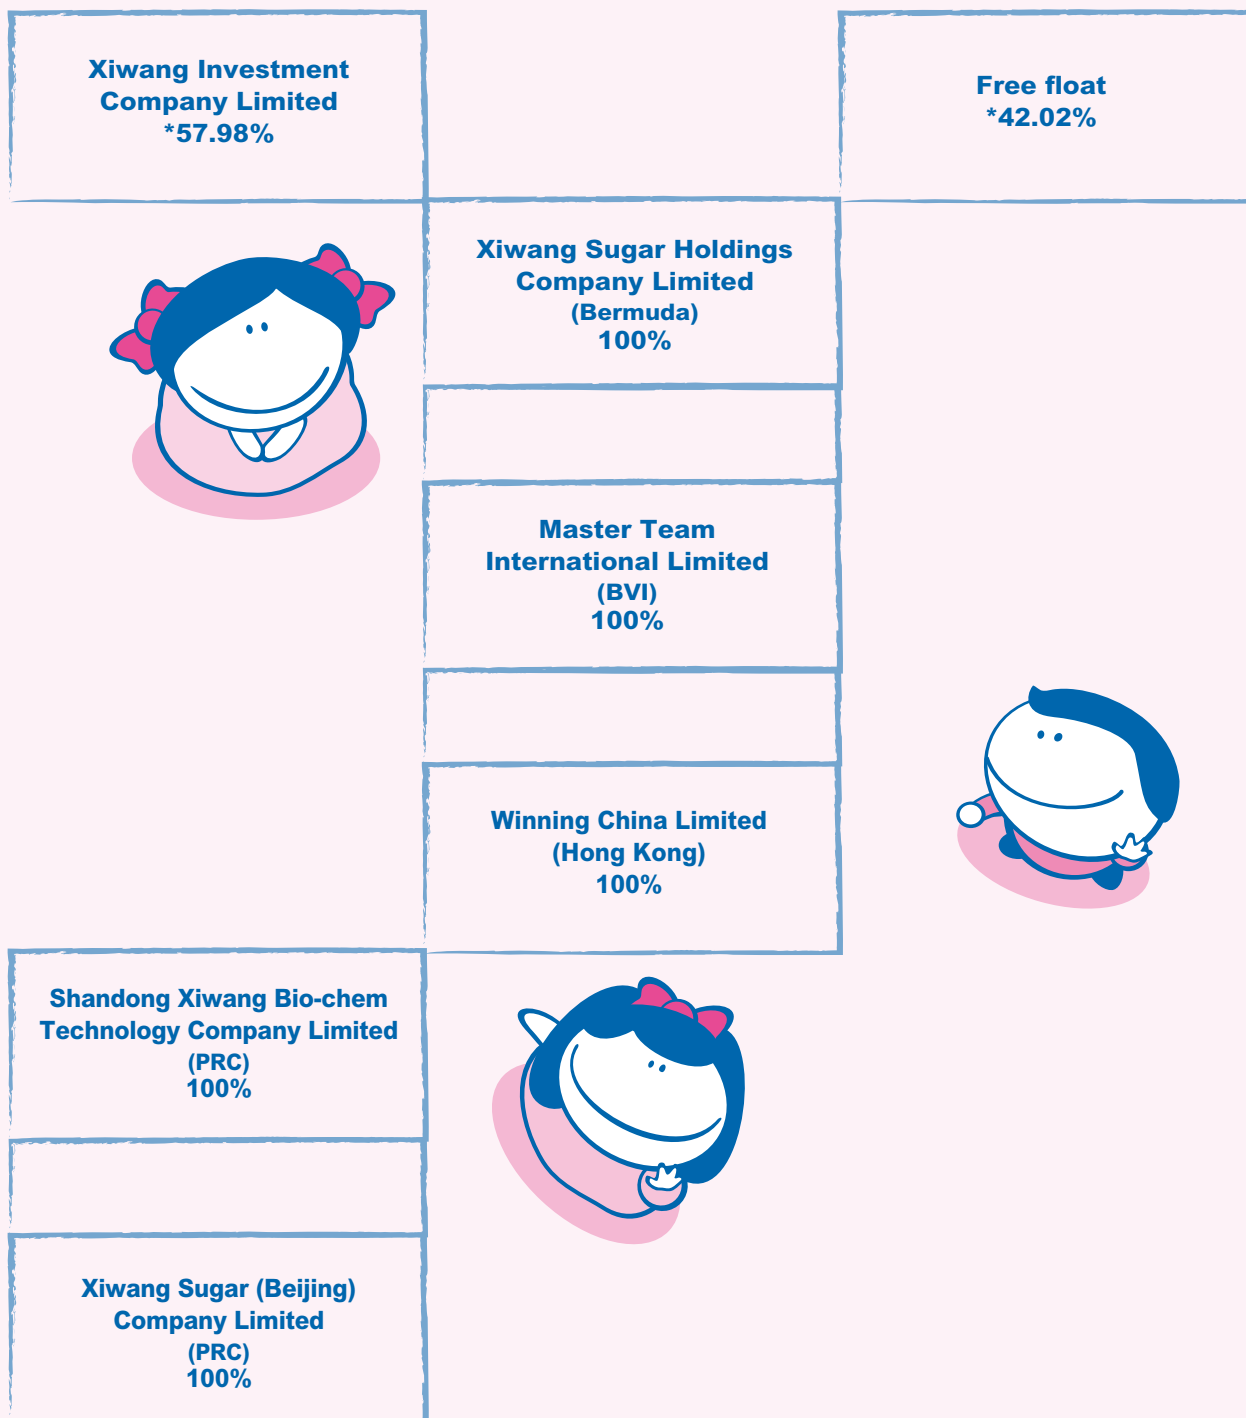 Xiwang Investment
Company Limited
*57.98%
Free float
*42.02%
Xiwang Sugar Holdings
Company Limited
(Bermuda)
100%
Master Team
International Limited
(BVI)
100%
Winning China Limited
(Hong Kong)
100%
Shandong Xiwang Bio-chem
Technology Company Limited
(PRC)
100%
Xiwang Sugar (Beijing)
Company Limited
(PRC)
100%